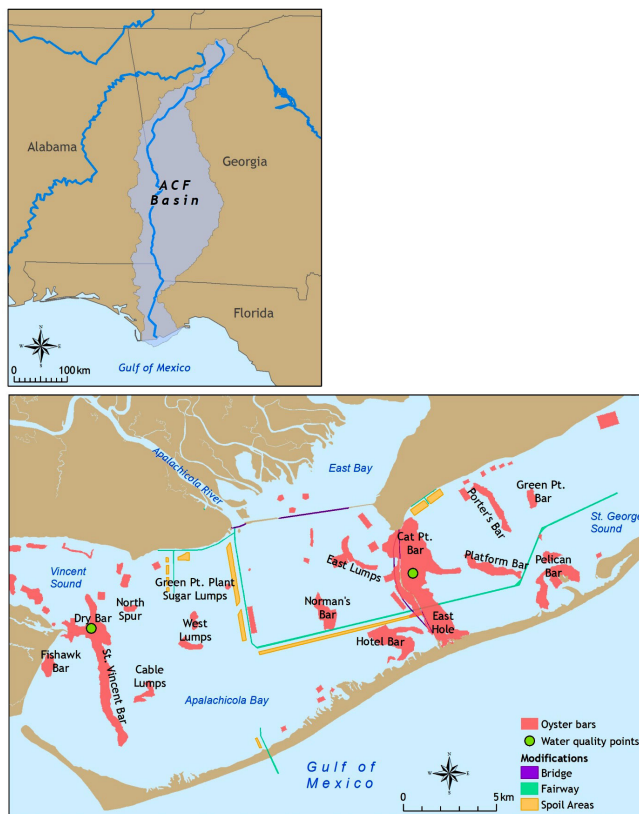 Alabama
Georgia
ACF
Basin
Florida
Gulf of Mexico
N
W
E
S
0
100 km
Apalachicola River
East Bay
Green Pt.
Bar
Porter's Bar
St. George
Sound
Cat Pt.
Bar
Vincent
Sound
East Lumps
Platform Bar
Pelican
Bar
Green Pt. Plant
Sugar Lumps
North
Spur
Norman's
Bar
Dry Bar
West
Lumps
East
Hole
Hotel Bar
Fishawk
Bar
St. Vincent Bar
Cable
Lumps
Apalachicola Bay
Gulf of
Mexico
N
W
E
S
0
5 km
Oyster bars
Water quality points
Modifications
Bridge
Fairway
Spoil Areas